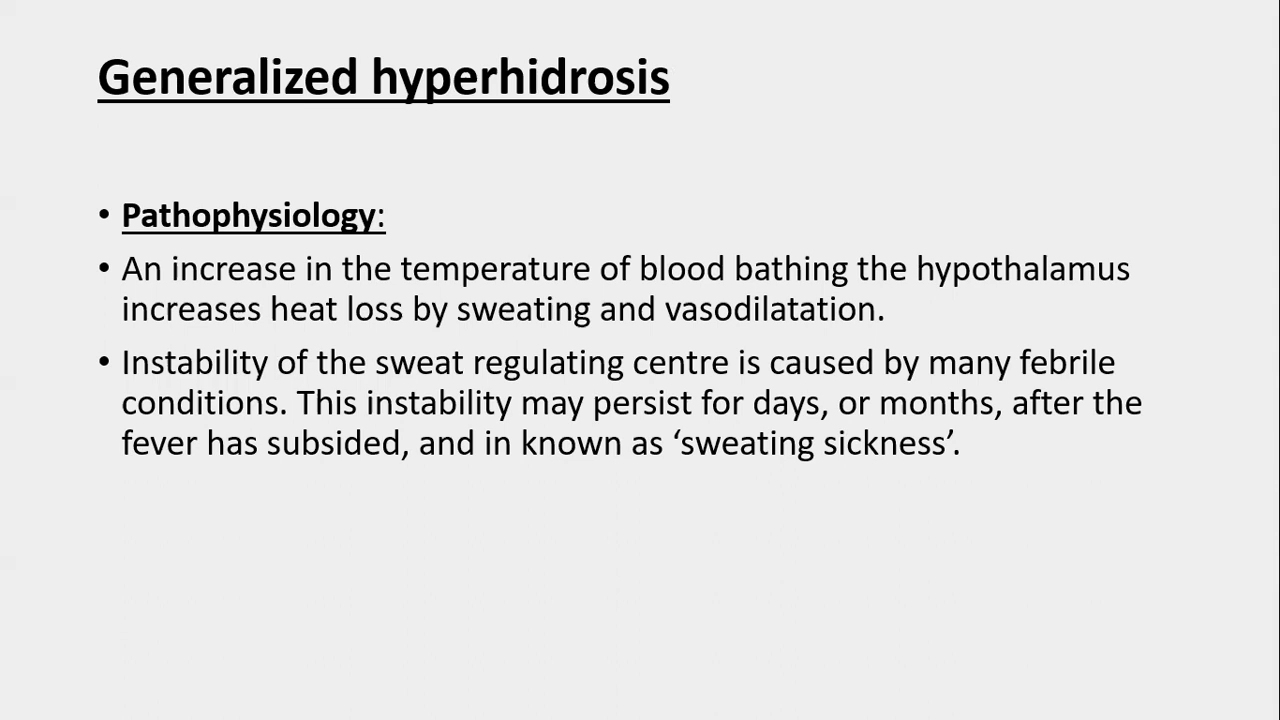 Generalized hyperhidrosis
• Pathophysiology:
• An increase in the temperature of blood bathing the hypothalamus
increases heat loss by sweating and vasodilatation.
• Instability of the sweat regulating centre is caused by many febrile
conditions. This instability may persist for days, or months, after the
fever has subsided, and in known as ‘sweating sickness’.